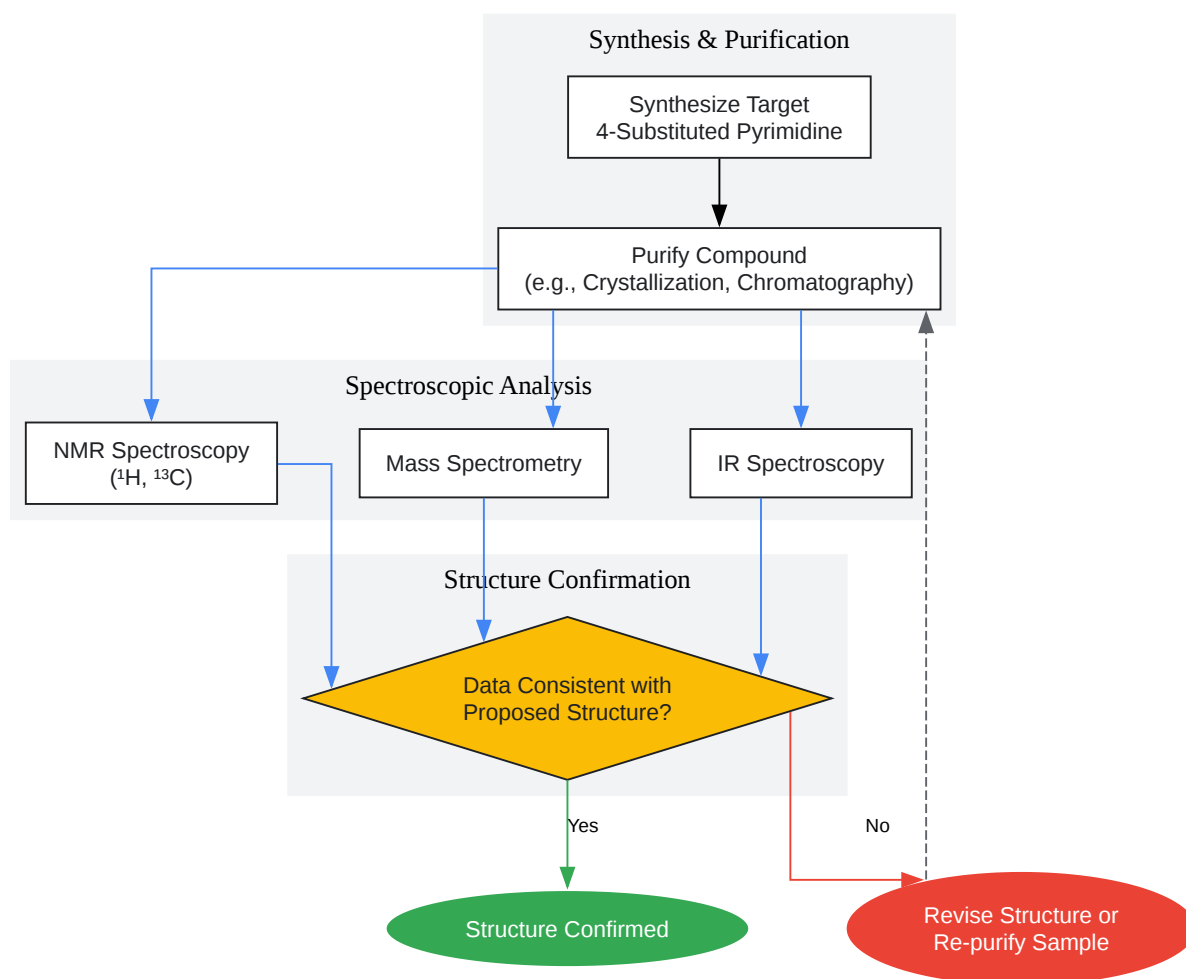 Synthesis & Purification
Synthesize Target
4-Substituted Pyrimidine
Purify Compound
(e.g., Crystallization, Chromatography)
Spectroscopic Analysis
NMR Spectroscopy
(¹H, ¹³C)
Mass Spectrometry
IR Spectroscopy
Structure Confirmation
Data Consistent with
Proposed Structure?
Yes
No
Structure Confirmed
Revise Structure or
Re-purify Sample